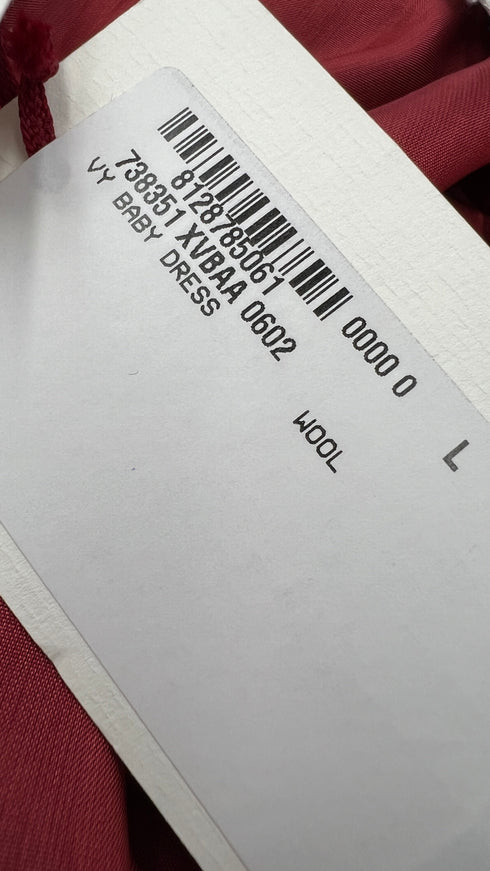 8128785061 0000 0
738351 XVBAA 0602
L
VY BABY DRESS
WOOL